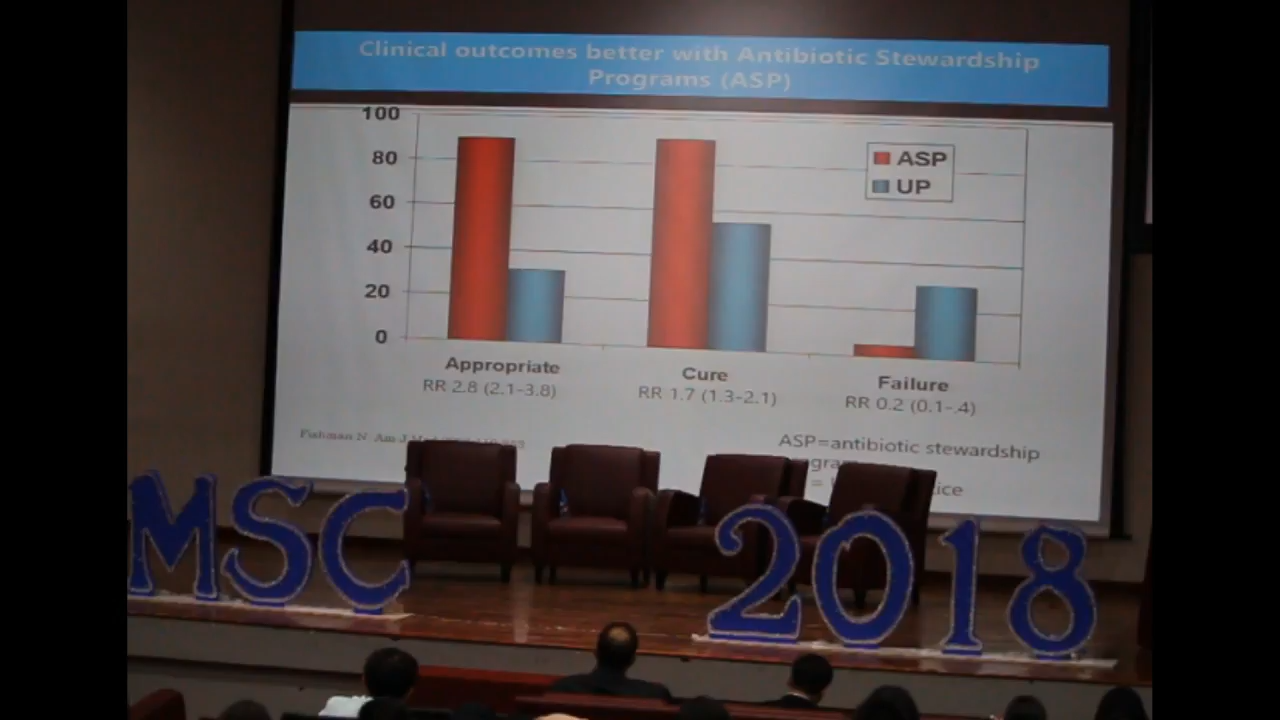 Clinical outcomes better with Antibiotic Stewardship
Programs (ASP)
100
80
60
40
20
0
ASP
UP
Appropriate
RR 2.8 (2.1-3.8)
Cure
RR 1.7 (1.3-2.1)
Failure
RR 0.2 (0.1-.4)
Fishman N. Am J
ASP=antibiotic stewardship
=
MSC
2018